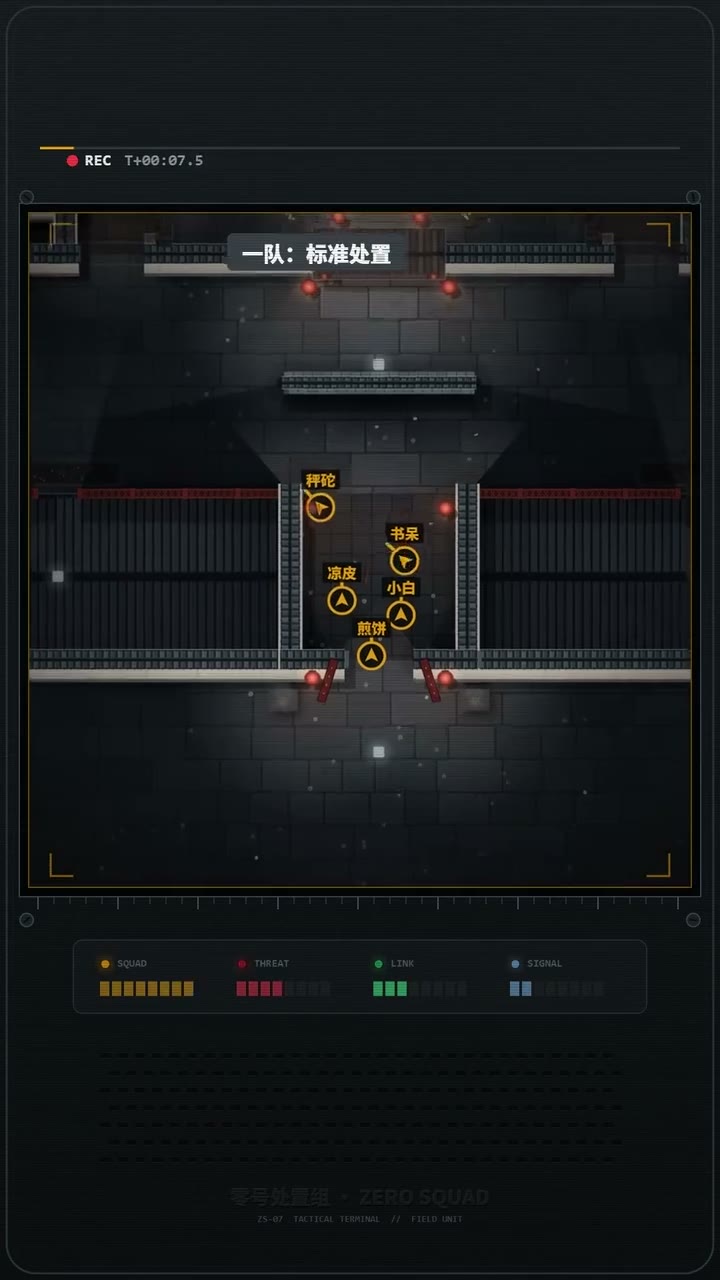 REC T+00:07.5
一队：标准处置
秤砣
书呆
凉皮
小白
煎饼
SQUAD THREAT LINK SIGNAL
零号处置组 · ZERO SQUAD
ZS-07 TACTICAL TERMINAL // FIELD UNIT